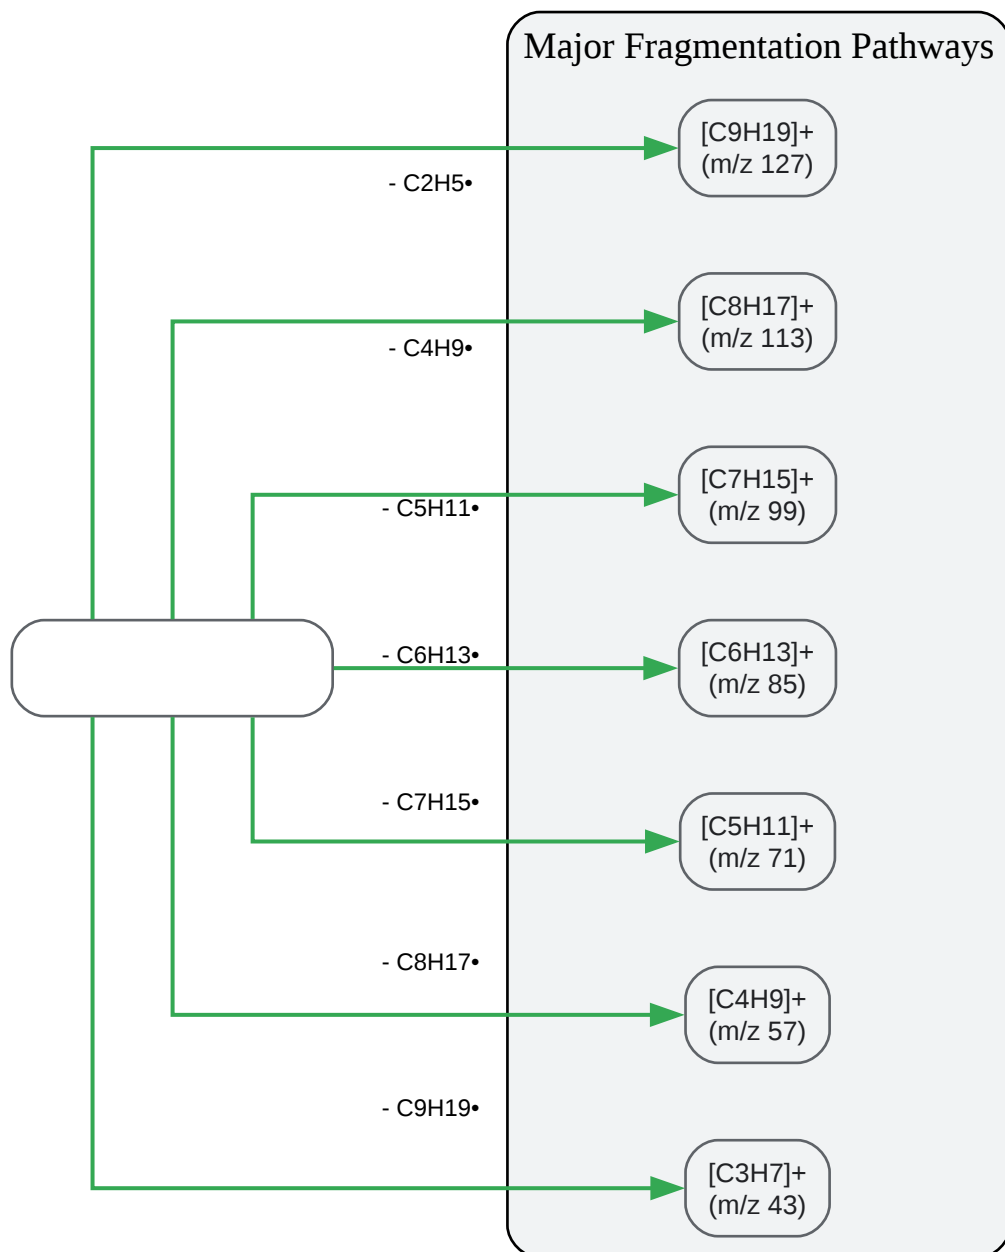 Major Fragmentation Pathways
[C9H19]+
(m/z 127)
- C2H5•
[C8H17]+
(m/z 113)
- C4H9•
[C7H15]+
(m/z 99)
- C5H11•
[C6H13]+
(m/z 85)
- C6H13•
- C7H15•
[C5H11]+
(m/z 71)
- C8H17•
[C4H9]+
(m/z 57)
- C9H19•
[C3H7]+
(m/z 43)